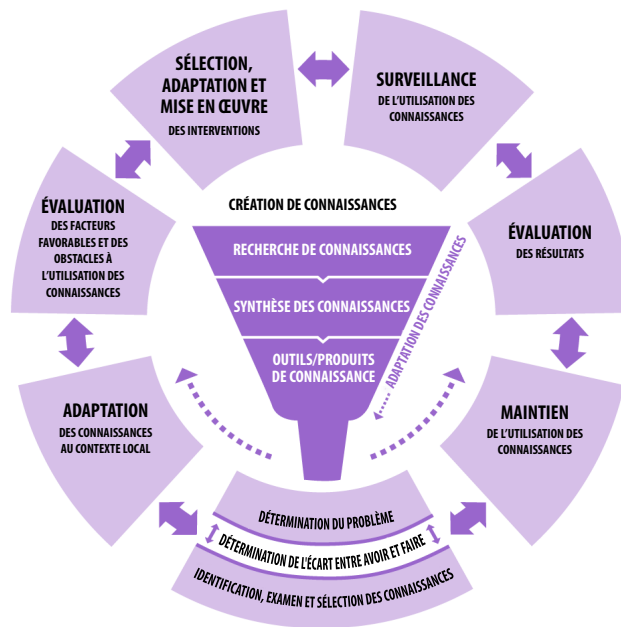 SÉLECTION,
ADAPTATION ET
MISE EN ŒUVRE
DES INTERVENTIONS
SURVEILLANCE
DE L'UTILISATION DES
CONNAISSANCES
ÉVALUATION
DES FACTEURS
FAVORABLES ET DES
OBSTACLES À
L'UTILISATION DES
CONNAISSANCES
CRÉATION DE CONNAISSANCES
RECHERCHE DE CONNAISSANCES
SYNTHÈSE DES CONNAISSANCES
OUTILS/PRODUITS
DE CONNAISSANCE
ADAPTATION DES CONNAISSANCES
ÉVALUATION
DES RÉSULTATS
ADAPTATION
DES CONNAISSANCES
AU CONTEXTE LOCAL
MAINTIEN
DE L'UTILISATION DES
CONNAISSANCES
DÉTERMINATION DU PROBLÈME
DÉTERMINATION DE L'ÉCART ENTRE AVOIR ET FAIRE
IDENTIFICATION, EXAMEN ET SÉLECTION DES CONNAISSANCES